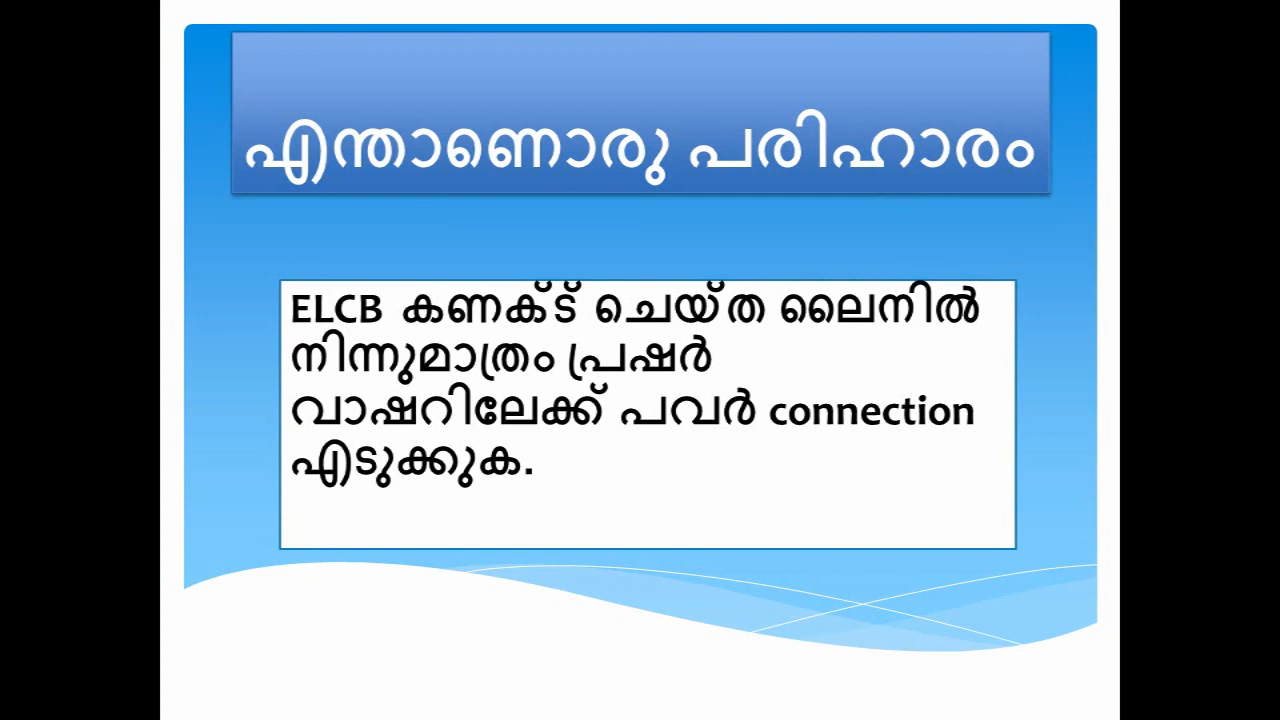 എന്താണൊരു പരിഹാരം
ELCB കണക്ട് ചെയ്ത ലൈനിൽ
നിന്നുമാത്രം പ്രഷർ
വാഷറിലേക്ക് പവർ connection
എടുക്കുക.